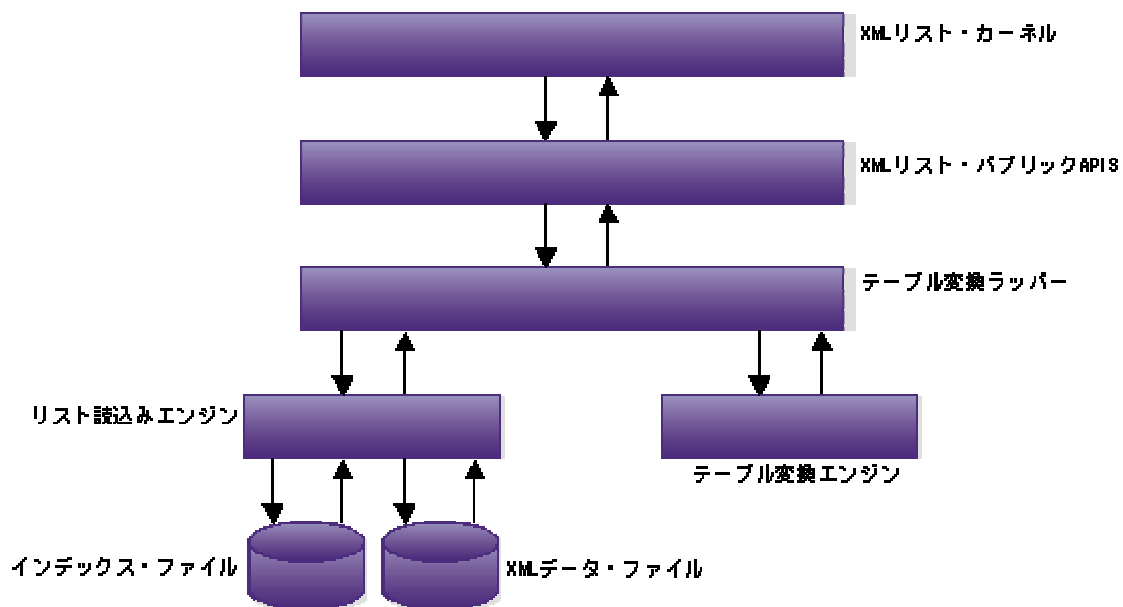 XMLリスト・カーネル
XMLリスト・パブリックAPIS
テーブル変換ラッパー
リスト読込みエンジン
テーブル変換エンジン
インデックス・ファイル
XMLデータ・ファイル